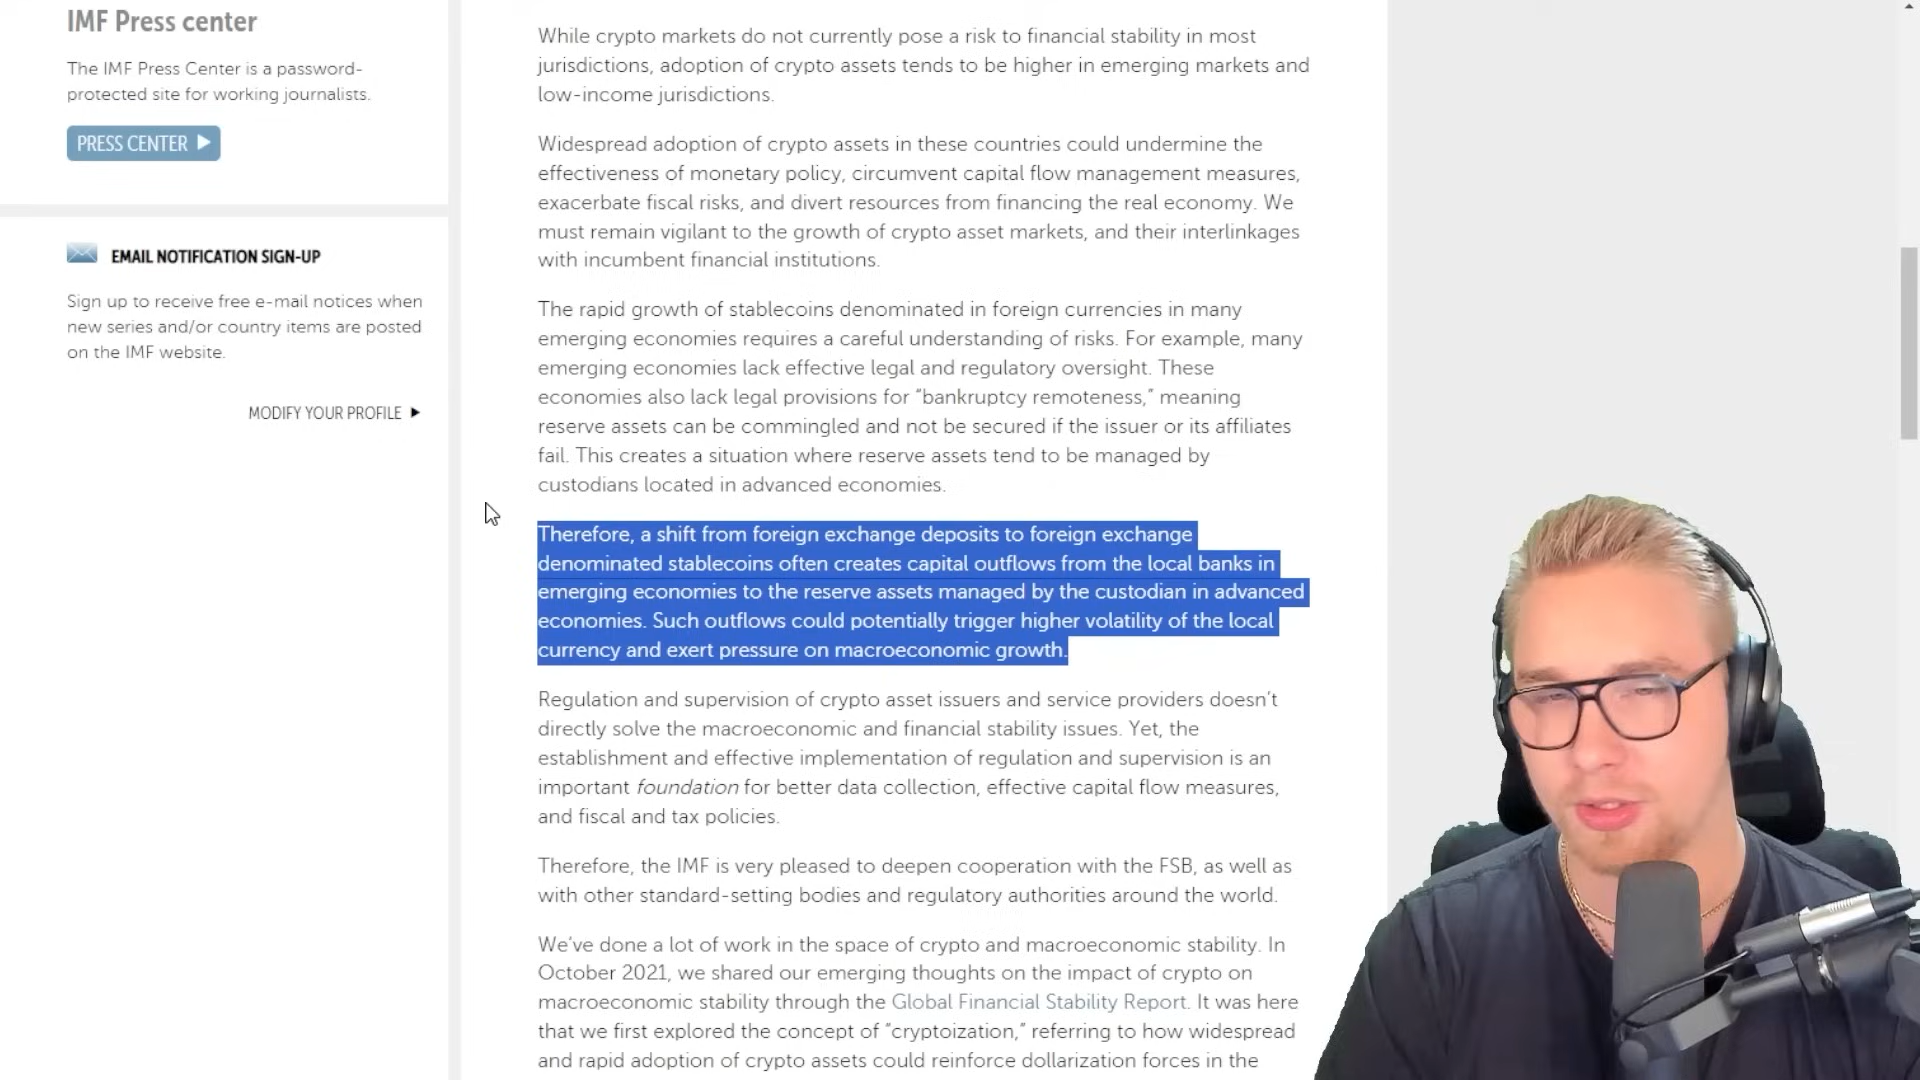 IMF Press center
The IMF Press Center is a password-
protected site for working journalists.
PRESS CENTER
EMAIL NOTIFICATION SIGN-UP
Sign up to receive free e-mail notices when
new series and/or country items are posted
on the IMF website.
MODIFY YOUR PROFILE
While crypto markets do not currently pose a risk to financial stability in most
jurisdictions, adoption of crypto assets tends to be higher in emerging markets and
low-income jurisdictions.
Widespread adoption of crypto assets in these countries could undermine the
effectiveness of monetary policy, circumvent capital flow management measures,
exacerbate fiscal risks, and divert resources from financing the real economy. We
must remain vigilant to the growth of crypto asset markets, and their interlinkages
with incumbent financial institutions.
The rapid growth of stablecoins denominated in foreign currencies in many
emerging economies requires a careful understanding of risks. For example, many
emerging economies lack effective legal and regulatory oversight. These
economies also lack legal provisions for “bankruptcy remoteness,” meaning
reserve assets can be commingled and not be secured if the issuer or its affiliates
fail. This creates a situation where reserve assets tend to be managed by
custodians located in advanced economies.
Therefore, a shift from foreign exchange deposits to foreign exchange
denominated stablecoins often creates capital outflows from the local banks in
emerging economies to the reserve assets managed by the custodian in advanced
economies. Such outflows could potentially trigger higher volatility of the local
currency and exert pressure on macroeconomic growth.
Regulation and supervision of crypto asset issuers and service providers doesn’t
directly solve the macroeconomic and financial stability issues. Yet, the
establishment and effective implementation of regulation and supervision is an
important foundation for better data collection, effective capital flow measures,
and fiscal and tax policies.
Therefore, the IMF is very pleased to deepen cooperation with the FSB, as well as
with other standard-setting bodies and regulatory authorities around the world.
We’ve done a lot of work in the space of crypto and macroeconomic stability. In
October 2021, we shared our emerging thoughts on the impact of crypto on
macroeconomic stability through the Global Financial Stability Report. It was here
that we first explored the concept of “cryptoization,” referring to how widespread
and rapid adoption of crypto assets could reinforce dollarization forces in the